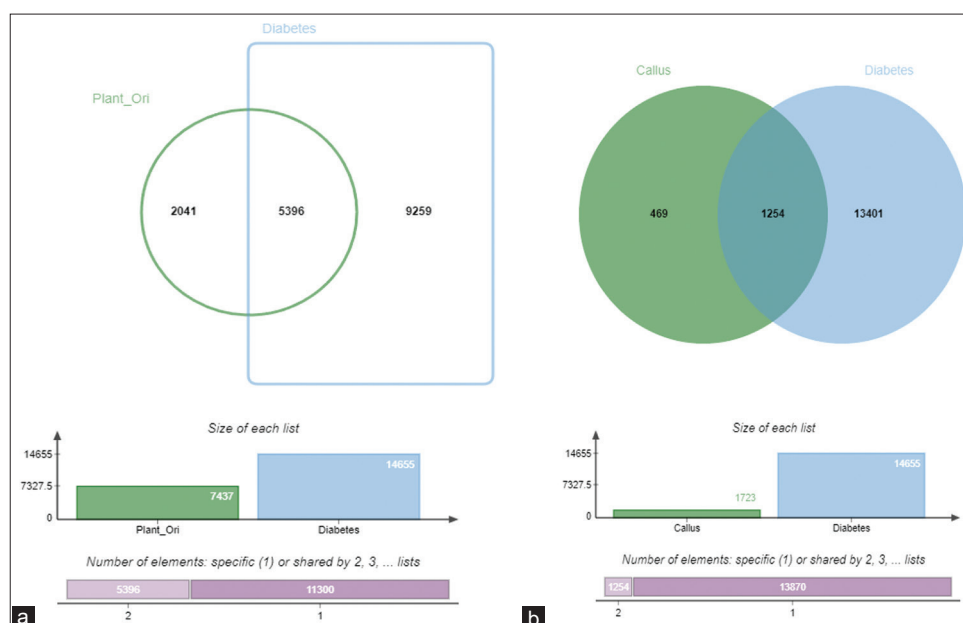 Diabetes
Plant_Ori
2041
5396
9259
Size of each list
14655
7327.5
0
7437
14655
Plant_Ori
Diabetes
Number of elements: specific (1) or shared by 2, 3, ... lists
5396
11300
2
1
a
Callus
Diabetes
469
1254
13401
Size of each list
14655
7327.5
0
1723
14655
Callus
Diabetes
Number of elements: specific (1) or shared by 2, 3, ... lists
1254
13870
2
1
b